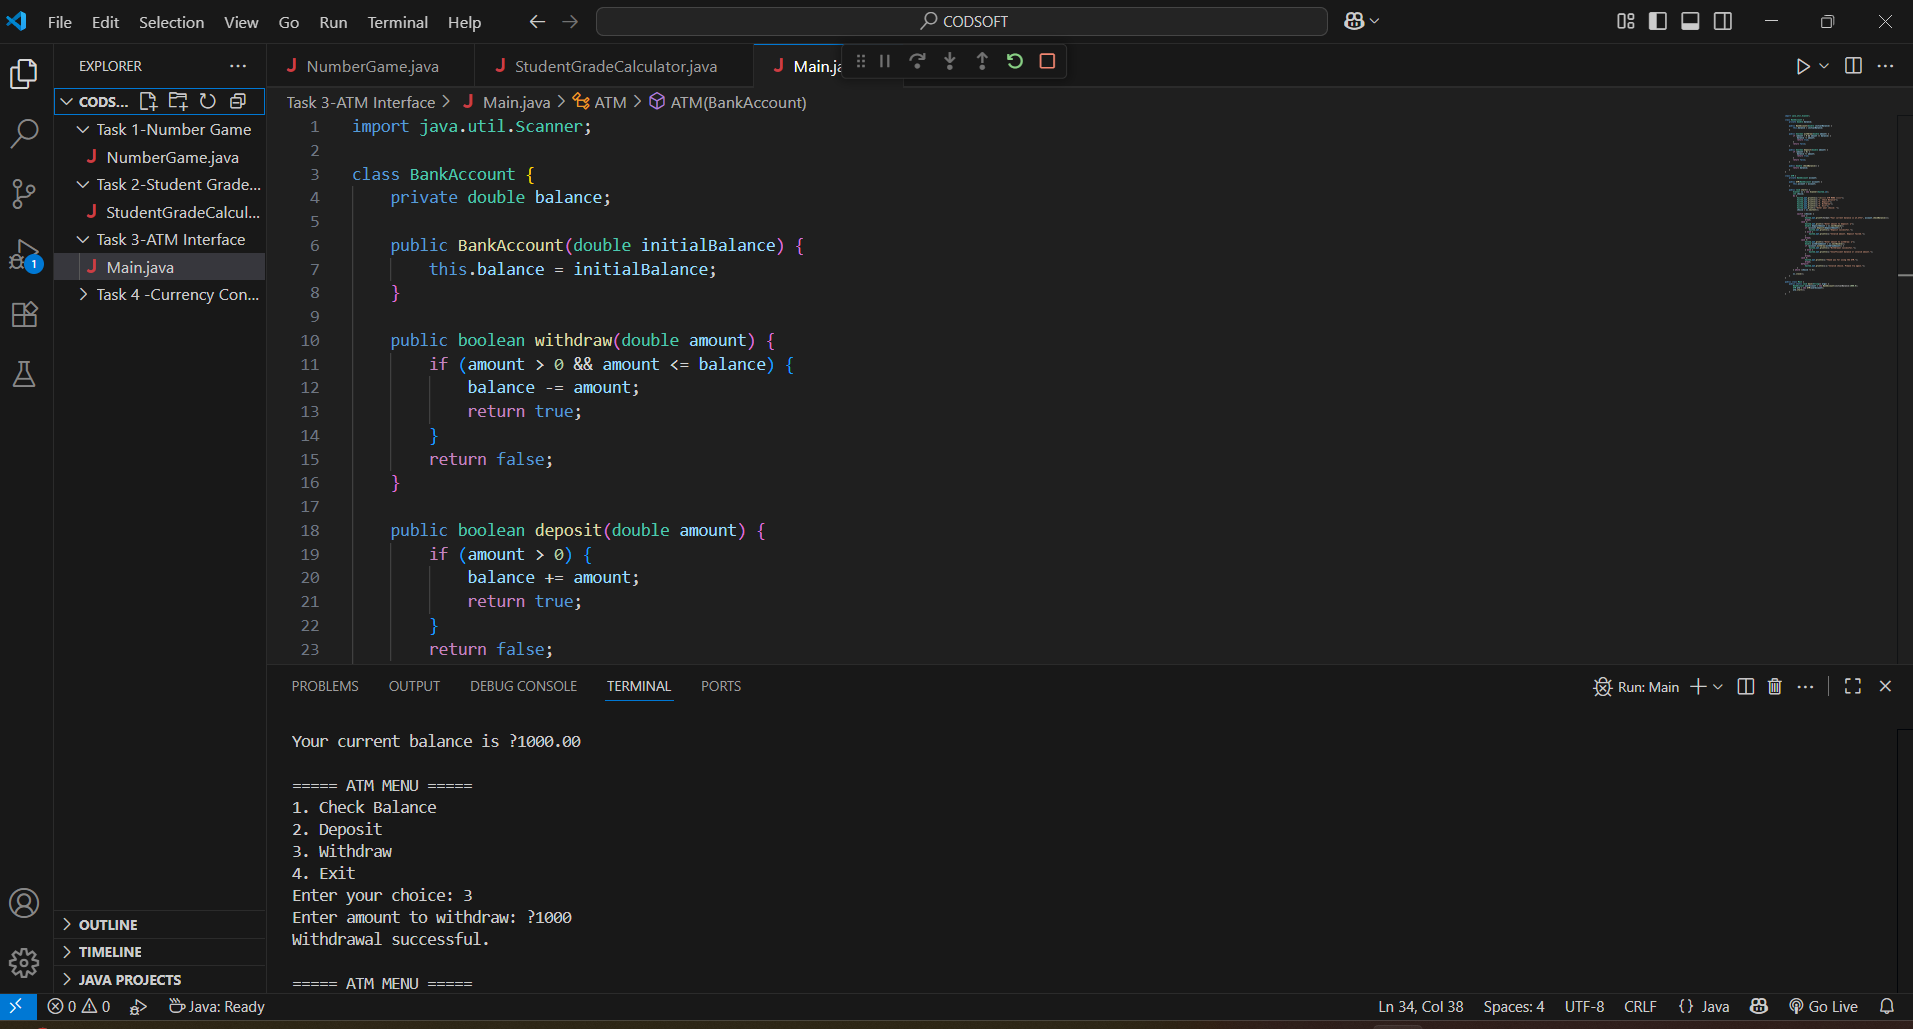 File Edit Selection View Go Run Terminal Help CODSOFT
EXPLORER
NumberGame.java StudentGradeCalculator.java Main.ja
CODS...
Task 3-ATM Interface > Main.java > ATM > ATM(BankAccount)
Task 1-Number Game
NumberGame.java
Task 2-Student Grade...
StudentGradeCalcul...
Task 3-ATM Interface
Main.java
Task 4 -Currency Con...
1 import java.util.Scanner;
2
3 class BankAccount {
4 private double balance;
5
6 public BankAccount(double initialBalance) {
7 this.balance = initialBalance;
8 }
9
10 public boolean withdraw(double amount) {
11 if (amount > 0 && amount <= balance) {
12 balance -= amount;
13 return true;
14 }
15 return false;
16 }
17
18 public boolean deposit(double amount) {
19 if (amount > 0) {
20 balance += amount;
21 return true;
22 }
23 return false;
PROBLEMS OUTPUT DEBUG CONSOLE TERMINAL PORTS
Run: Main
Your current balance is ?1000.00
===== ATM MENU =====
1. Check Balance
2. Deposit
3. Withdraw
4. Exit
Enter your choice: 3
Enter amount to withdraw: ?1000
Withdrawal successful.
===== ATM MENU =====
1
OUTLINE
TIMELINE
JAVA PROJECTS
0 0 Java: Ready
Ln 34, Col 38 Spaces: 4 UTF-8 CRLF {} Java Go Live